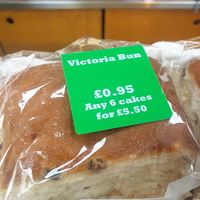 Victoria Bun
£0.95
Any 6 cakes
for £5.50